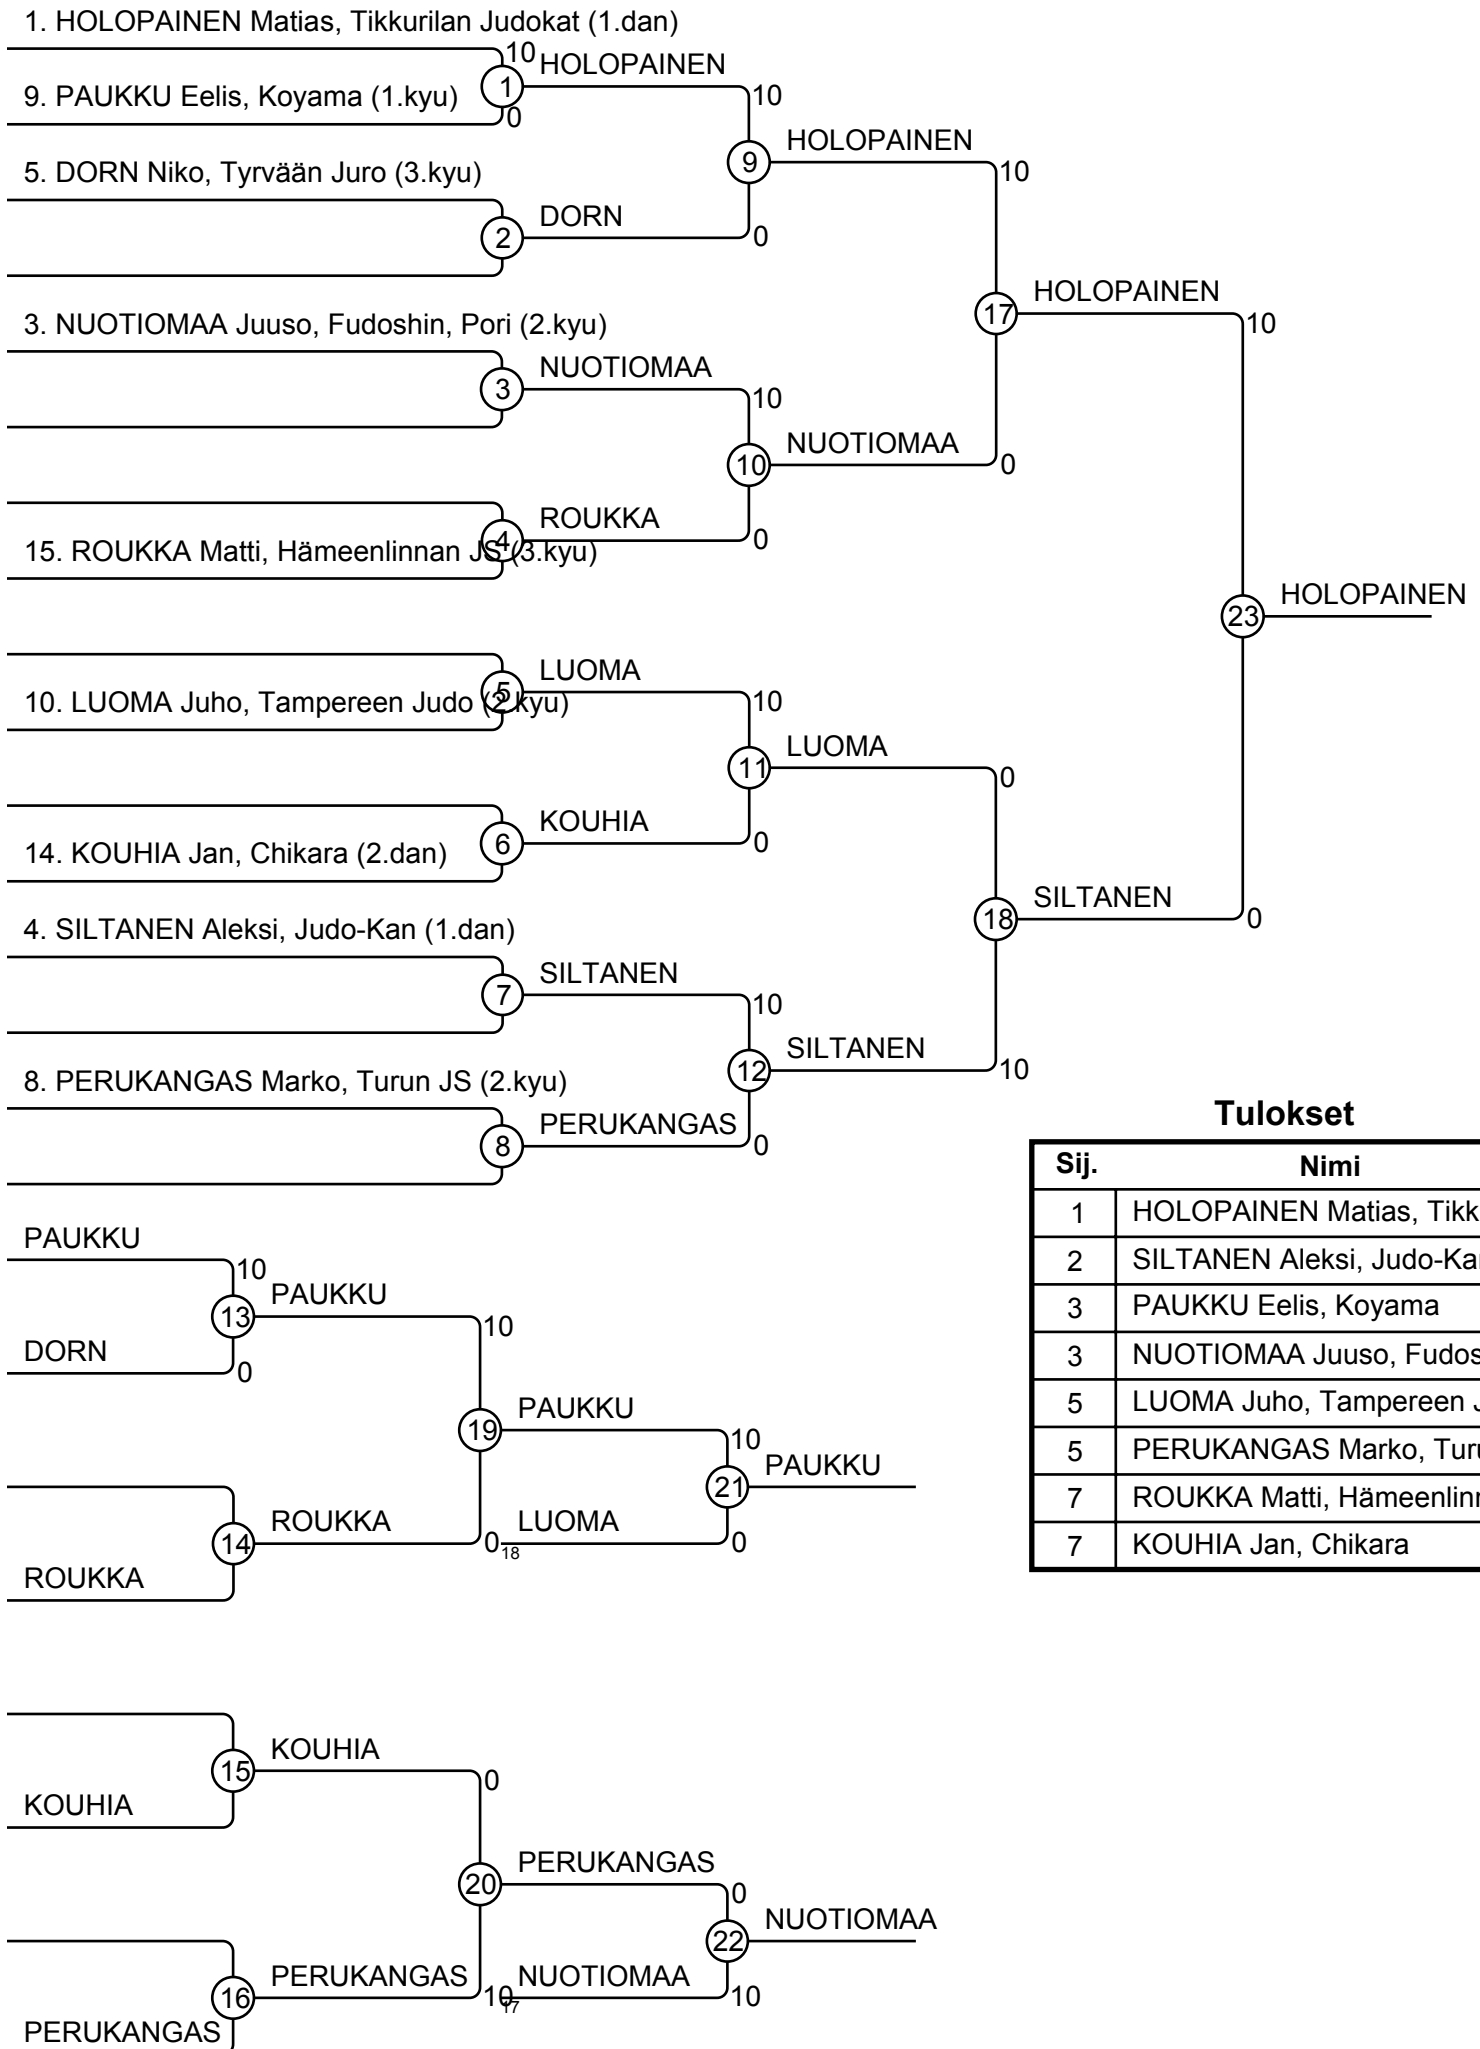 1. HOLOPAINEN Matias, Tikkurilan Judokat (1.dan)
10
HOLOPAINEN
1
9. PAUKKU Eelis, Koyama (1.kyu)
0
10
HOLOPAINEN
9
10
5. DORN Niko, Tyrvään Juro (3.kyu)
DORN
2
0
HOLOPAINEN
17
10
3. NUOTIOMAA Juuso, Fudoshin, Pori (2.kyu)
NUOTIOMAA
3
10
NUOTIOMAA
10
0
ROUKKA
4
15. ROUKKA Matti, Hämeenlinnan JS (3.kyu)
0
HOLOPAINEN
23
LUOMA
5
10. LUOMA Juho, Tampereen Judo (2.kyu)
10
LUOMA
11
0
KOUHIA
6
14. KOUHIA Jan, Chikara (2.dan)
0
SILTANEN
18
0
4. SILTANEN Aleksi, Judo-Kan (1.dan)
SILTANEN
7
10
SILTANEN
12
10
8. PERUKANGAS Marko, Turun JS (2.kyu)
PERUKANGAS
8
0
Tulokset
Sij. Nimi
1 HOLOPAINEN Matias, Tikk
2 SILTANEN Aleksi, Judo-Ka
3 PAUKKU Eelis, Koyama
3 NUOTIOMAA Juuso, Fudos
5 LUOMA Juho, Tampereen
5 PERUKANGAS Marko, Tur
7 ROUKKA Matti, Hämeenlin
7 KOUHIA Jan, Chikara
PAUKKU
10
PAUKKU
13
10
DORN
0
PAUKKU
19
10
PAUKKU
21
ROUKKA
14
0
18
LUOMA
0
ROUKKA
KOUHIA
15
0
KOUHIA
PERUKANGAS
20
0
NUOTIOMAA
22
PERUKANGAS
16
10
17
NUOTIOMAA
10
PERUKANGAS